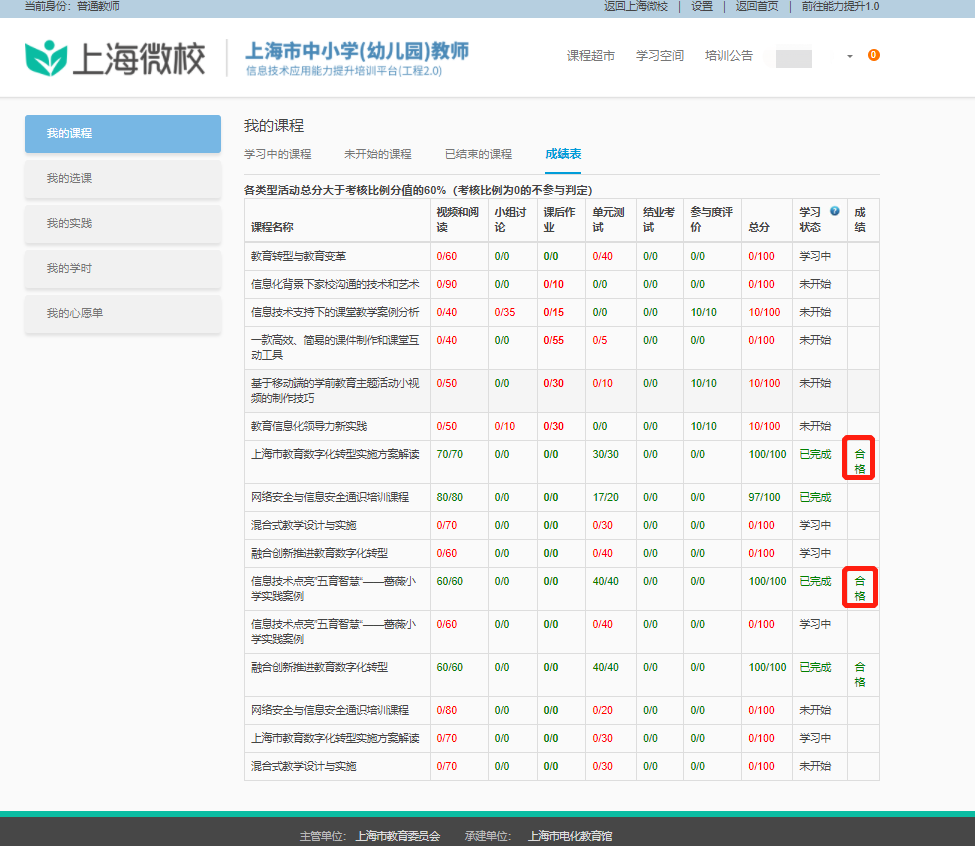 当前身份：普通教师
返回上海微校 | 设置 | 返回首页 | 前往能力提升1.0
上海微校
上海市中小学(幼儿园)教师
信息技术应用能力提升培训平台(工程2.0)
课程超市 学习空间 培训公告 0
我的课程
我的选课
我的实践
我的学时
我的心愿单
我的课程
学习中的课程 未开始的课程 已结束的课程 成绩表
各类型活动总分大于考核比例分值的60%（考核比例为0的不参与判定）
课程名称 视频和阅读 小组讨论 课后作业 单元测试 结业考试 参与度评价 总分 学习状态 ? 成绩
教育转型与教育变革 0/60 0/0 0/0 0/40 0/0 0/0 0/100 学习中
信息化背景下家校沟通的技术和艺术 0/90 0/0 0/10 0/0 0/0 0/0 0/100 未开始
信息技术支持下的课堂教学案例分析 0/40 0/35 0/15 0/0 0/0 10/10 10/100 未开始
一款高效、简易的课件制作和课堂互 0/40 0/0 0/55 0/5 0/0 0/0 0/100 未开始
动工具
基于移动端的学前教育主题活动小视 0/50 0/0 0/30 0/10 0/0 10/10 10/100 未开始
频的制作技巧
教育信息化领导力新实践 0/50 0/10 0/30 0/0 0/0 10/10 10/100 未开始
上海市教育数字化转型实施方案解读 70/70 0/0 0/0 30/30 0/0 0/0 100/100 已完成 合格
网络安全与信息安全通识培训课程 80/80 0/0 0/0 17/20 0/0 0/0 97/100 已完成
混合式教学设计与实施 0/70 0/0 0/0 0/30 0/0 0/0 0/100 学习中
融合创新推进教育数字化转型 0/60 0/0 0/0 0/40 0/0 0/0 0/100 学习中
信息技术点亮“五育智慧”——蔷薇小 60/60 0/0 0/0 40/40 0/0 0/0 100/100 已完成 合格
学实践案例
信息技术点亮“五育智慧”——蔷薇小 0/60 0/0 0/0 0/40 0/0 0/0 0/100 学习中
学实践案例
融合创新推进教育数字化转型 60/60 0/0 0/0 40/40 0/0 0/0 100/100 已完成 合格
网络安全与信息安全通识培训课程 0/80 0/0 0/0 0/20 0/0 0/0 0/100 未开始
上海市教育数字化转型实施方案解读 0/70 0/0 0/0 0/30 0/0 0/0 0/100 学习中
混合式教学设计与实施 0/70 0/0 0/0 0/30 0/0 0/0 0/100 未开始
主管单位： 上海市教育委员会 承建单位： 上海市电化教育馆